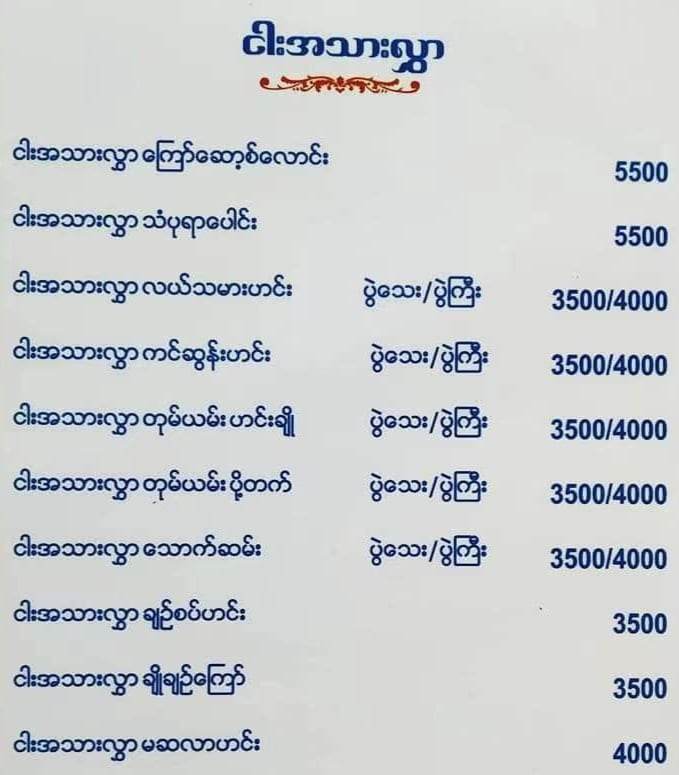 ငါးအသားလွှာ
ငါးအသားလွှာ ကြော်ဆော့စ်လောင်း 5500
ငါးအသားလွှာ သံပုရာပေါင်း 5500
ငါးအသားလွှာ လယ်သမားဟင်း ပွဲသေး/ပွဲကြီး 3500/4000
ငါးအသားလွှာ ကင်ဆွန်းဟင်း ပွဲသေး/ပွဲကြီး 3500/4000
ငါးအသားလွှာ တုမ်ယမ်း ဟင်းချို ပွဲသေး/ပွဲကြီး 3500/4000
ငါးအသားလွှာ တုမ်ယမ်း ပို့တက် ပွဲသေး/ပွဲကြီး 3500/4000
ငါးအသားလွှာ သောက်ဆမ်း ပွဲသေး/ပွဲကြီး 3500/4000
ငါးအသားလွှာ ချဉ်စပ်ဟင်း 3500
ငါးအသားလွှာ ချိုချဉ်ကြော် 3500
ငါးအသားလွှာ မဆလာဟင်း 4000